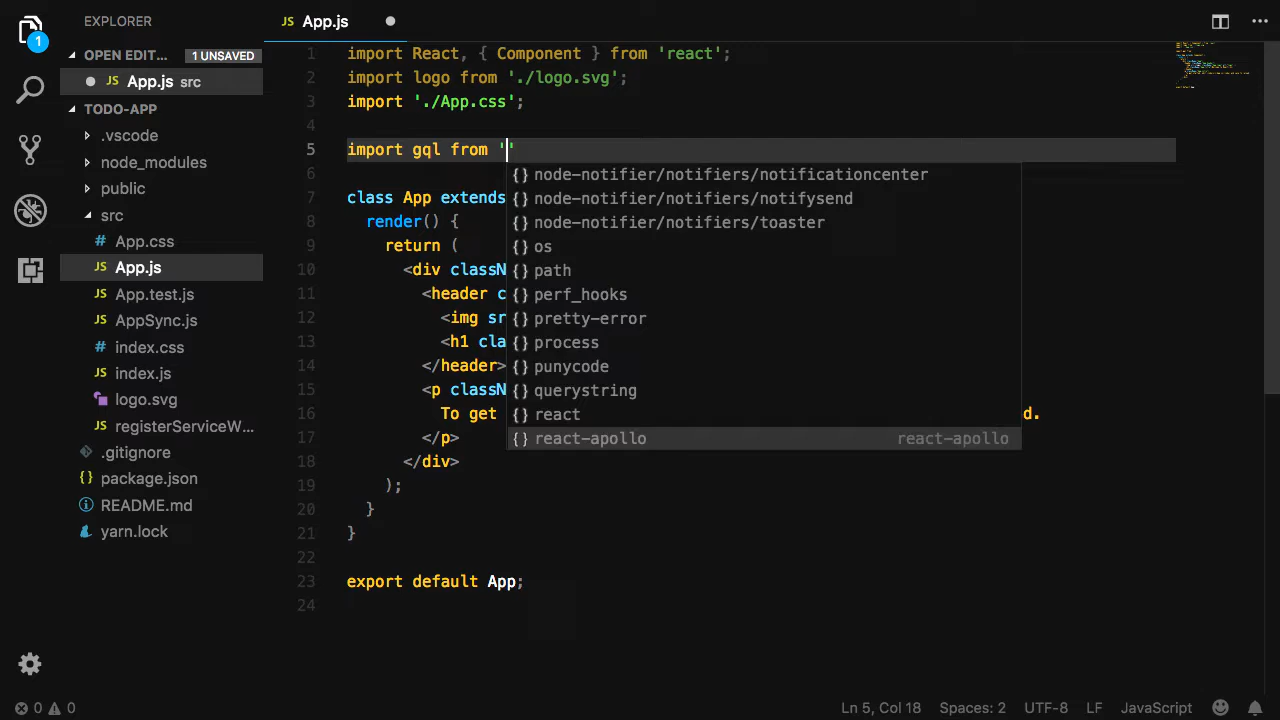 EXPLORER
1
OPEN EDIT... 1 UNSAVED
JS App.js src
TODO-APP
.vscode
node_modules
public
src
# App.css
JS App.js
JS App.test.js
JS AppSync.js
# index.css
JS index.js
logo.svg
JS registerServiceW...
.gitignore
{} package.json
README.md
yarn.lock
JS App.js
1 import React, { Component } from 'react';
2 import logo from './logo.svg';
3 import './App.css';
4
5 import gql from ''
6
7 class App extends
8 render() {
9 return (
10 <div classN
11 <header c
12 <img sr
13 <h1 cla
14 </header>
15 <p classN
16 To get d.
17 </p>
18 </div>
19 );
20 }
21 }
22
23 export default App;
24
{} node-notifier/notifiers/notificationcenter
{} node-notifier/notifiers/notifysend
{} node-notifier/notifiers/toaster
{} os
{} path
{} perf_hooks
{} pretty-error
{} process
{} punycode
{} querystring
{} react
{} react-apollo react-apollo
0 0 Ln 5, Col 18 Spaces: 2 UTF-8 LF JavaScript